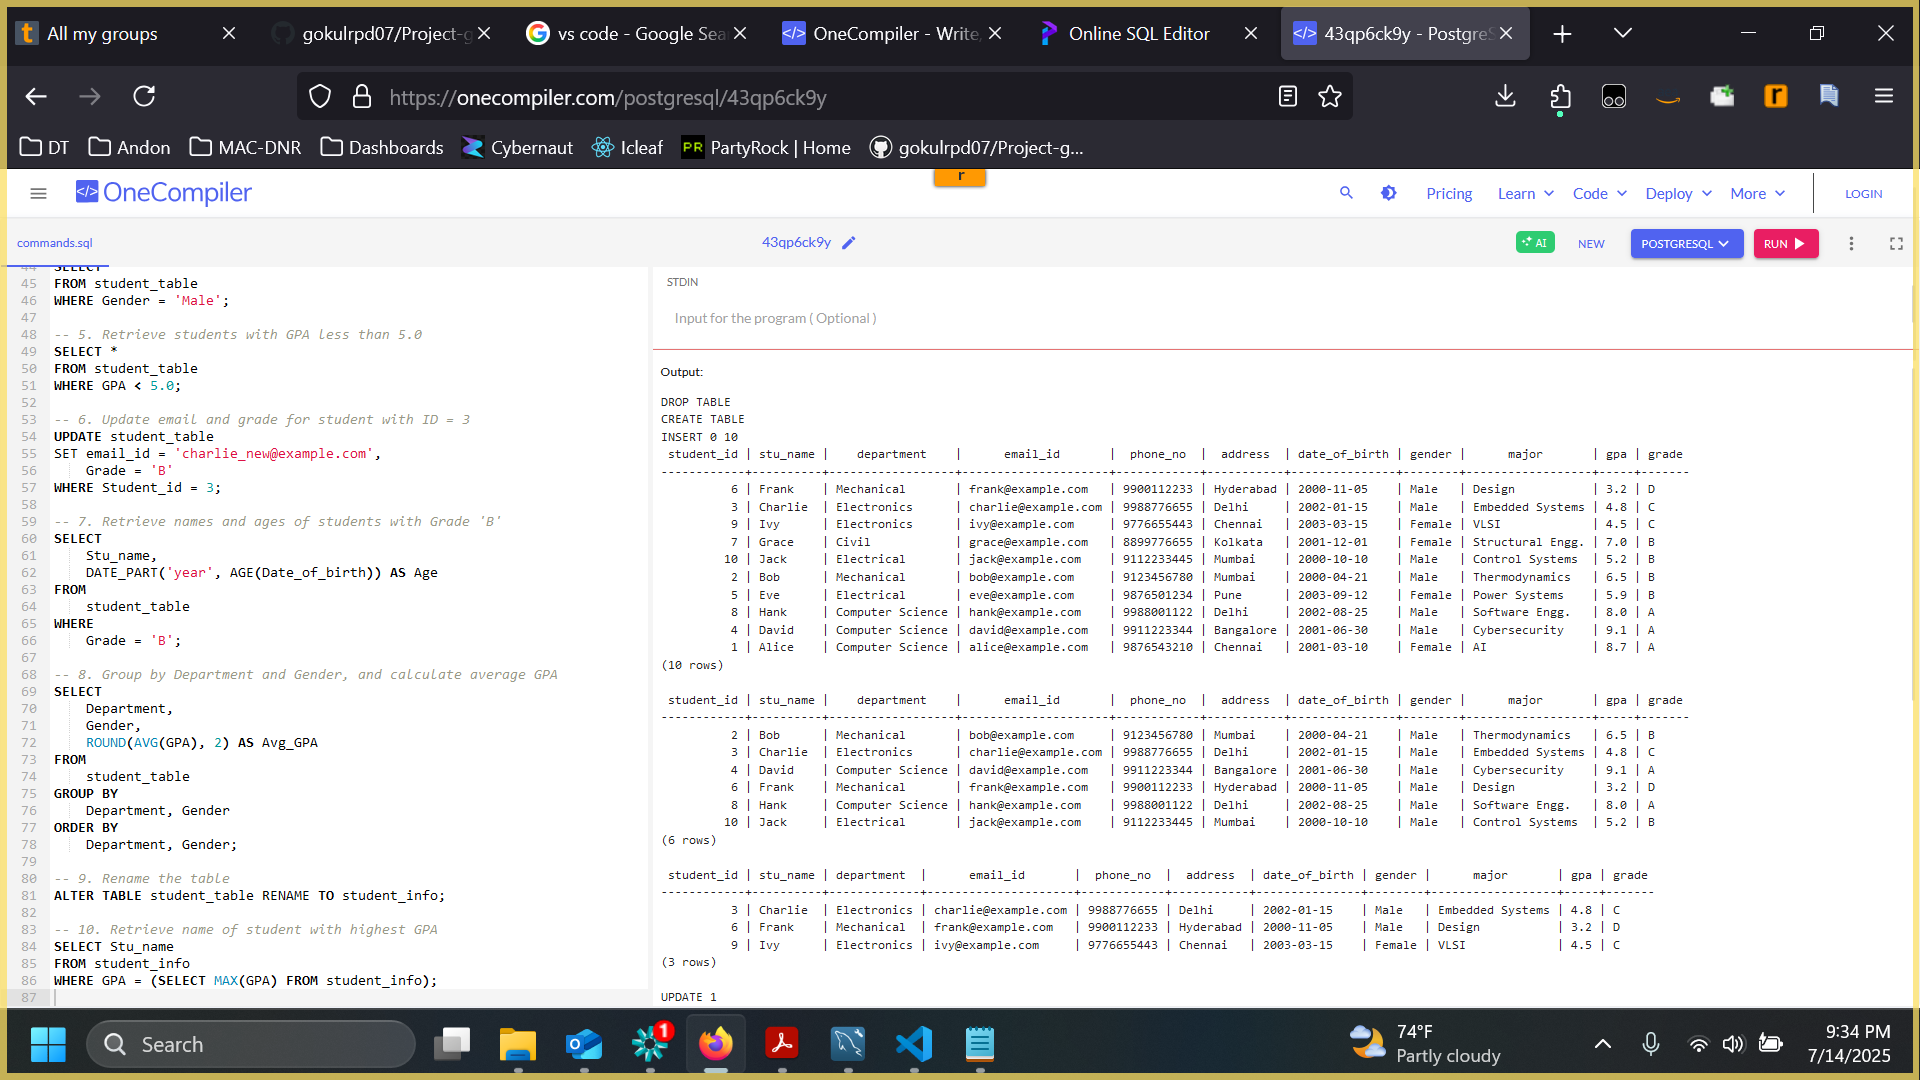 All my groups
gokulrpd07/Project-g
vs code - Google Sea
OneCompiler - Write,
Online SQL Editor
43qp6ck9y - PostgreS
https://onecompiler.com/postgresql/43qp6ck9y
DT
Andon
MAC-DNR
Dashboards
Cybernaut
Icleaf
PR
PartyRock | Home
gokulrpd07/Project-g...
r
OneCompiler
Pricing
Learn
Code
Deploy
More
LOGIN
commands.sql
43qp6ck9y
AI
NEW
POSTGRESQL
RUN
44 SELECT
45 FROM student_table
46 WHERE Gender = 'Male';
47
48 -- 5. Retrieve students with GPA less than 5.0
49 SELECT *
50 FROM student_table
51 WHERE GPA < 5.0;
52
53 -- 6. Update email and grade for student with ID = 3
54 UPDATE student_table
55 SET email_id = 'charlie_new@example.com',
56     Grade = 'B'
57 WHERE Student_id = 3;
58
59 -- 7. Retrieve names and ages of students with Grade 'B'
60 SELECT
61     Stu_name,
62     DATE_PART('year', AGE(Date_of_birth)) AS Age
63 FROM
64     student_table
65 WHERE
66     Grade = 'B';
67
68 -- 8. Group by Department and Gender, and calculate average GPA
69 SELECT
70     Department,
71     Gender,
72     ROUND(AVG(GPA), 2) AS Avg_GPA
73 FROM
74     student_table
75 GROUP BY
76     Department, Gender
77 ORDER BY
78     Department, Gender;
79
80 -- 9. Rename the table
81 ALTER TABLE student_table RENAME TO student_info;
82
83 -- 10. Retrieve name of student with highest GPA
84 SELECT Stu_name
85 FROM student_info
86 WHERE GPA = (SELECT MAX(GPA) FROM student_info);
87
STDIN
Input for the program ( Optional )
Output:
DROP TABLE
CREATE TABLE
INSERT 0 10
student_id | stu_name | department | email_id | phone_no | address | date_of_birth | gender | major | gpa | grade
6 | Frank | Mechanical | frank@example.com | 9900112233 | Hyderabad | 2000-11-05 | Male | Design | 3.2 | D
3 | Charlie | Electronics | charlie@example.com | 9988776655 | Delhi | 2002-01-15 | Male | Embedded Systems | 4.8 | C
9 | Ivy | Electronics | ivy@example.com | 9776655443 | Chennai | 2003-03-15 | Female | VLSI | 4.5 | C
7 | Grace | Civil | grace@example.com | 8899776655 | Kolkata | 2001-12-01 | Female | Structural Engg. | 7.0 | B
10 | Jack | Electrical | jack@example.com | 9112233445 | Mumbai | 2000-10-10 | Male | Control Systems | 5.2 | B
2 | Bob | Mechanical | bob@example.com | 9123456780 | Mumbai | 2000-04-21 | Male | Thermodynamics | 6.5 | B
5 | Eve | Electrical | eve@example.com | 9876501234 | Pune | 2003-09-12 | Female | Power Systems | 5.9 | B
8 | Hank | Computer Science | hank@example.com | 9988001122 | Delhi | 2002-08-25 | Male | Software Engg. | 8.0 | A
4 | David | Computer Science | david@example.com | 9911223344 | Bangalore | 2001-06-30 | Male | Cybersecurity | 9.1 | A
1 | Alice | Computer Science | alice@example.com | 9876543210 | Chennai | 2001-03-10 | Female | AI | 8.7 | A
(10 rows)
student_id | stu_name | department | email_id | phone_no | address | date_of_birth | gender | major | gpa | grade
2 | Bob | Mechanical | bob@example.com | 9123456780 | Mumbai | 2000-04-21 | Male | Thermodynamics | 6.5 | B
3 | Charlie | Electronics | charlie@example.com | 9988776655 | Delhi | 2002-01-15 | Male | Embedded Systems | 4.8 | C
4 | David | Computer Science | david@example.com | 9911223344 | Bangalore | 2001-06-30 | Male | Cybersecurity | 9.1 | A
6 | Frank | Mechanical | frank@example.com | 9900112233 | Hyderabad | 2000-11-05 | Male | Design | 3.2 | D
8 | Hank | Computer Science | hank@example.com | 9988001122 | Delhi | 2002-08-25 | Male | Software Engg. | 8.0 | A
10 | Jack | Electrical | jack@example.com | 9112233445 | Mumbai | 2000-10-10 | Male | Control Systems | 5.2 | B
(6 rows)
student_id | stu_name | department | email_id | phone_no | address | date_of_birth | gender | major | gpa | grade
3 | Charlie | Electronics | charlie@example.com | 9988776655 | Delhi | 2002-01-15 | Male | Embedded Systems | 4.8 | C
6 | Frank | Mechanical | frank@example.com | 9900112233 | Hyderabad | 2000-11-05 | Male | Design | 3.2 | D
9 | Ivy | Electronics | ivy@example.com | 9776655443 | Chennai | 2003-03-15 | Female | VLSI | 4.5 | C
(3 rows)
UPDATE 1
Search
1
74°F
Partly cloudy
9:34 PM
7/14/2025